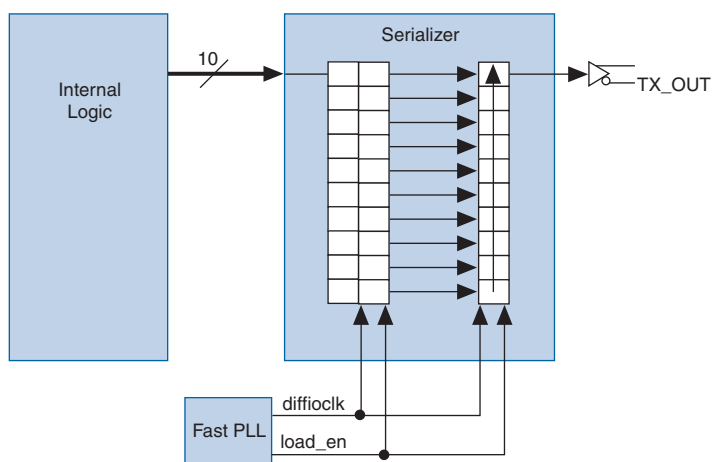 Serializer
10
Internal
Logic
TX_OUT
diffioclk
Fast PLL
load_en